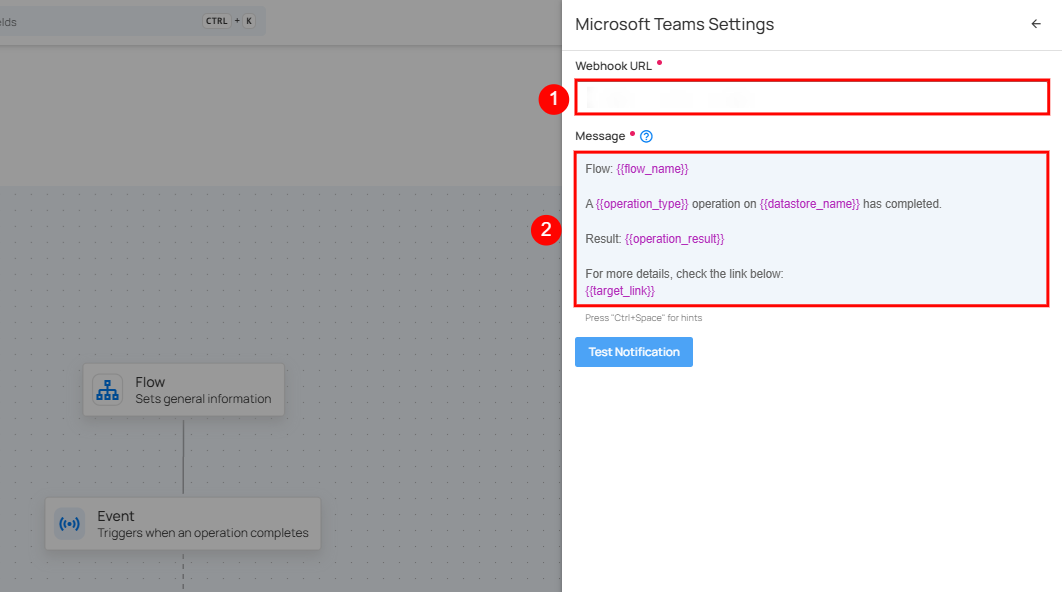 elds
CTRL + K
Microsoft Teams Settings
Webhook URL
1
Message
?
Flow: {{flow_name}}
A {{operation_type}} operation on {{datastore_name}} has completed.
2
Result: {{operation_result}}
For more details, check the link below:
{{target_link}}
Press "Ctrl+Space" for hints
Test Notification
Flow
Sets general information
Event
Triggers when an operation completes